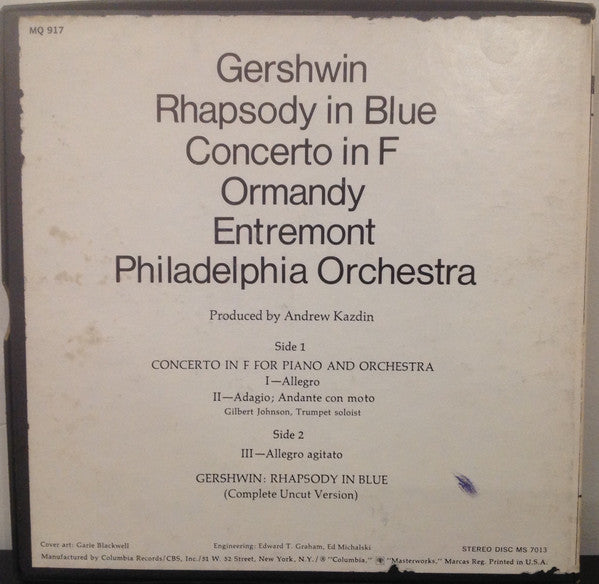 MQ 917
Gershwin
Rhapsody in Blue
Concerto in F
Ormandy
Entremont
Philadelphia Orchestra
Produced by Andrew Kazdin
Side 1
CONCERTO IN F FOR PIANO AND ORCHESTRA
I—Allegro
II—Adagio; Andante con moto
Gilbert Johnson, Trumpet soloist
Side 2
III—Allegro agitato
GERSHWIN: RHAPSODY IN BLUE
(Complete Uncut Version)
Cover art: Garie Blackwell Engineering: Edward T. Graham, Ed Michalski STEREO DISC MS 7013
Manufactured by Columbia Records/CBS, Inc./51 W. 52 Street, New York, N.Y./® "Columbia," "Masterworks," Marcas Reg. Printed in U.S.A.